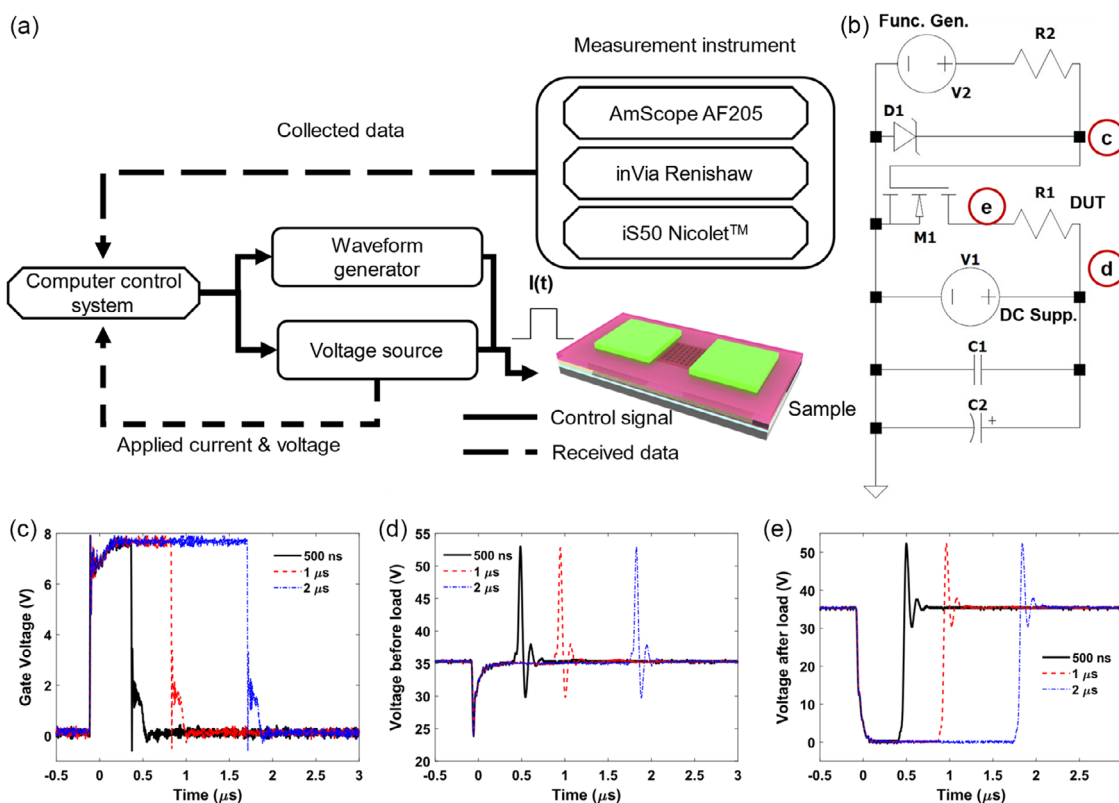 (a)
Measurement instrument
AmScope AF205
inVia Renishaw
iS50 Nicolet™
Collected data
Waveform
generator
Computer control
system
Voltage source
I(t)
Sample
Control signal
Received data
Applied current & voltage
(b)
Func. Gen.
R2
V2
D1
c
e
R1
DUT
M1
V1
d
DC Supp.
C1
C2
+
(c)
Gate Voltage (V)
8
6
4
2
0
500 ns
1 μs
2 μs
-0.5 0 0.5 1 1.5 2 2.5 3
Time (μs)
(d)
Voltage before load (V)
55
50
45
40
35
30
25
20
500 ns
1 μs
2 μs
-0.5 0 0.5 1 1.5 2 2.5 3
Time (μs)
(e)
Voltage after load (V)
60
50
40
30
20
10
0
500 ns
1 μs
2 μs
-0.5 0 0.5 1 1.5 2 2.5
Time (μs)